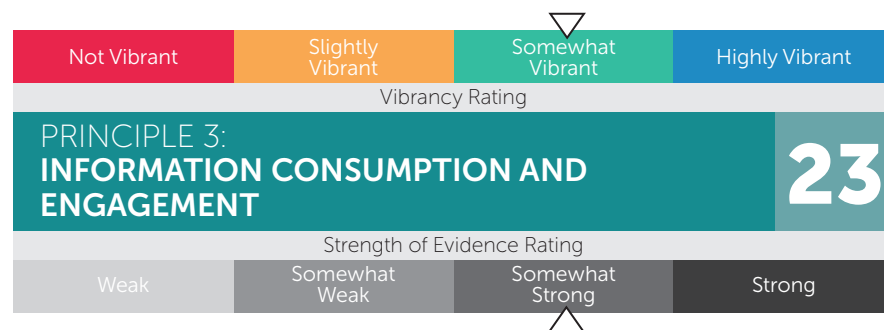 Not Vibrant
Slightly
Vibrant
Somewhat
Vibrant
Highly Vibrant
Vibrancy Rating
PRINCIPLE 3:
INFORMATION CONSUMPTION AND
ENGAGEMENT
23
Strength of Evidence Rating
Weak
Somewhat
Weak
Somewhat
Strong
Strong